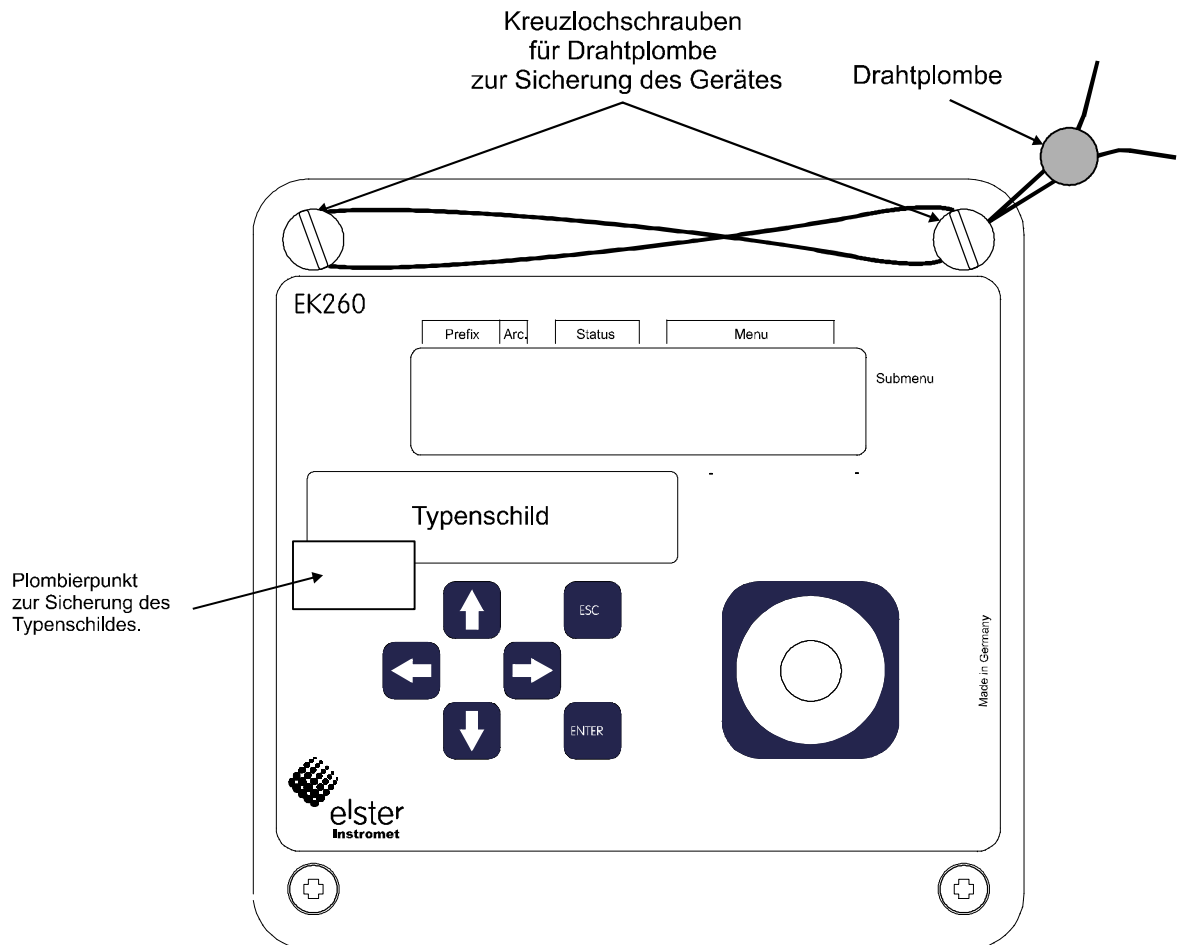 Kreuzlochschrauben
für Drahtplombe
zur Sicherung des Gerätes
Drahtplombe
EK260
Prefix
Arc.
Status
Menu
Submenu
Typenschild
Plombierpunkt
zur Sicherung des
Typenschildes.
ESC
ENTER
Made in Germany
elster
Instromet